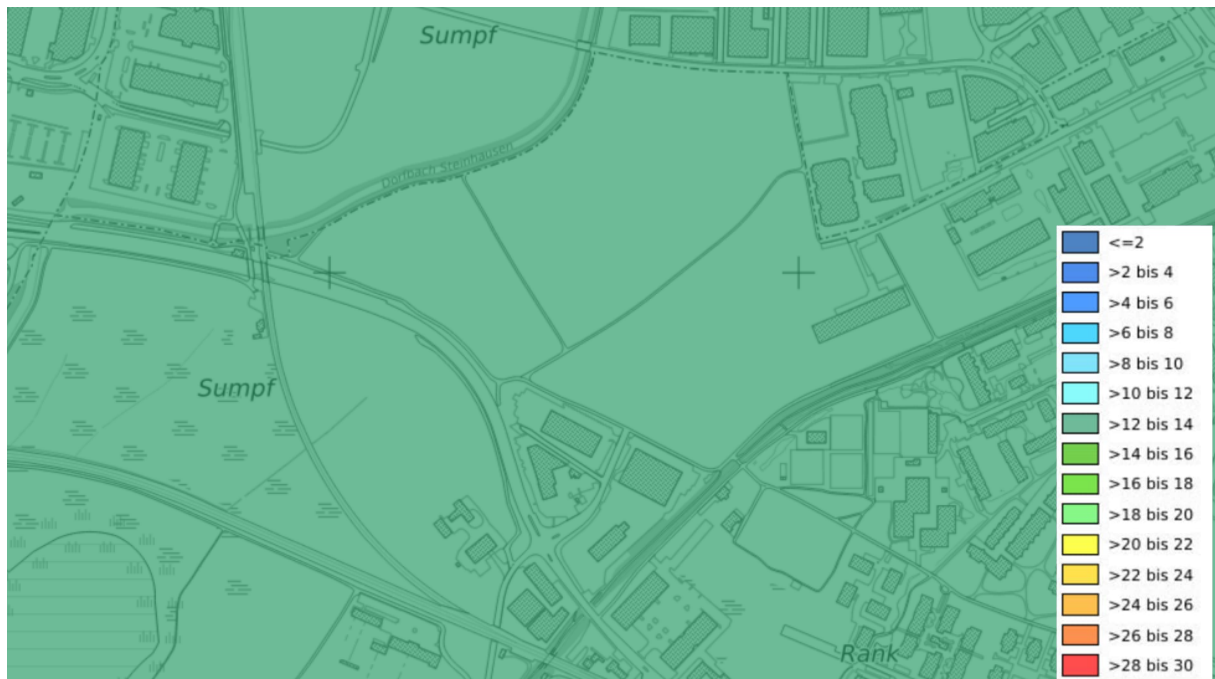 Sumpf
Dorfbach Steinhausen
Sumpf
Rank
<=2
>2 bis 4
>4 bis 6
>6 bis 8
>8 bis 10
>10 bis 12
>12 bis 14
>14 bis 16
>16 bis 18
>18 bis 20
>20 bis 22
>22 bis 24
>24 bis 26
>26 bis 28
>28 bis 30